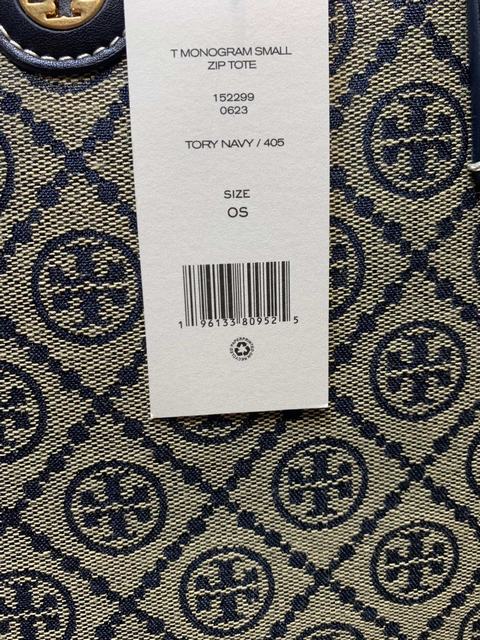 T MONOGRAM SMALL
ZIP TOTE
152299
0623
TORY NAVY / 405
SIZE
OS
1 96133 80952 5